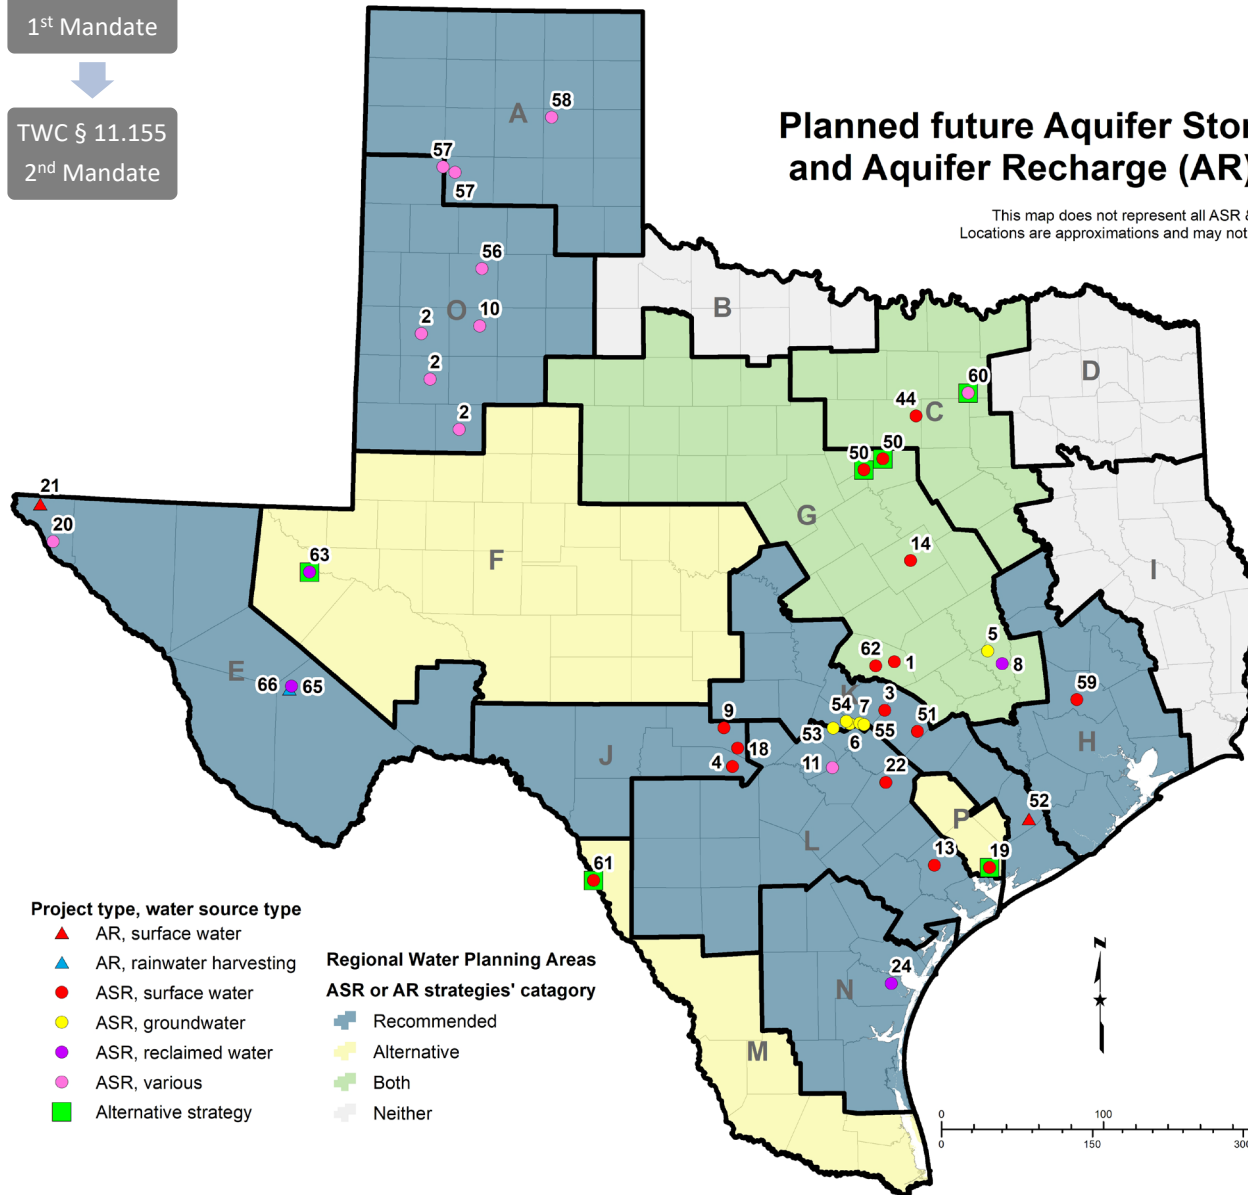 1st Mandate
TWC § 11.155
2nd Mandate
Planned future Aquifer Stor
and Aquifer Recharge (AR)
This map does not represent all ASR &
Locations are approximations and may not
A
58
57
57
56
O
10
2
2
2
B
D
60
44
C
50
50
G
14
I
21
20
63
F
E
66
65
5
8
62
1
K
3
54
7
51
53
6
55
59
H
9
18
4
J
11
22
52
P
L
13
19
61
24
N
M
Project type, water source type
AR, surface water
AR, rainwater harvesting
ASR, surface water
ASR, groundwater
ASR, reclaimed water
ASR, various
Alternative strategy
Regional Water Planning Areas
ASR or AR strategies' catagory
Recommended
Alternative
Both
Neither
N
0 100
0 150 300